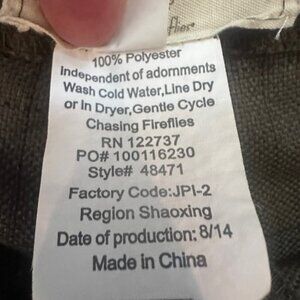 flies
100% Polyester
Independent of adornments
Wash Cold Water,Line Dry
or In Dryer,Gentle Cycle
Chasing Fireflies
RN 122737
PO# 100116230
Style# 48471
Factory Code:JPI-2
Region Shaoxing
Date of production: 8/14
Made in China